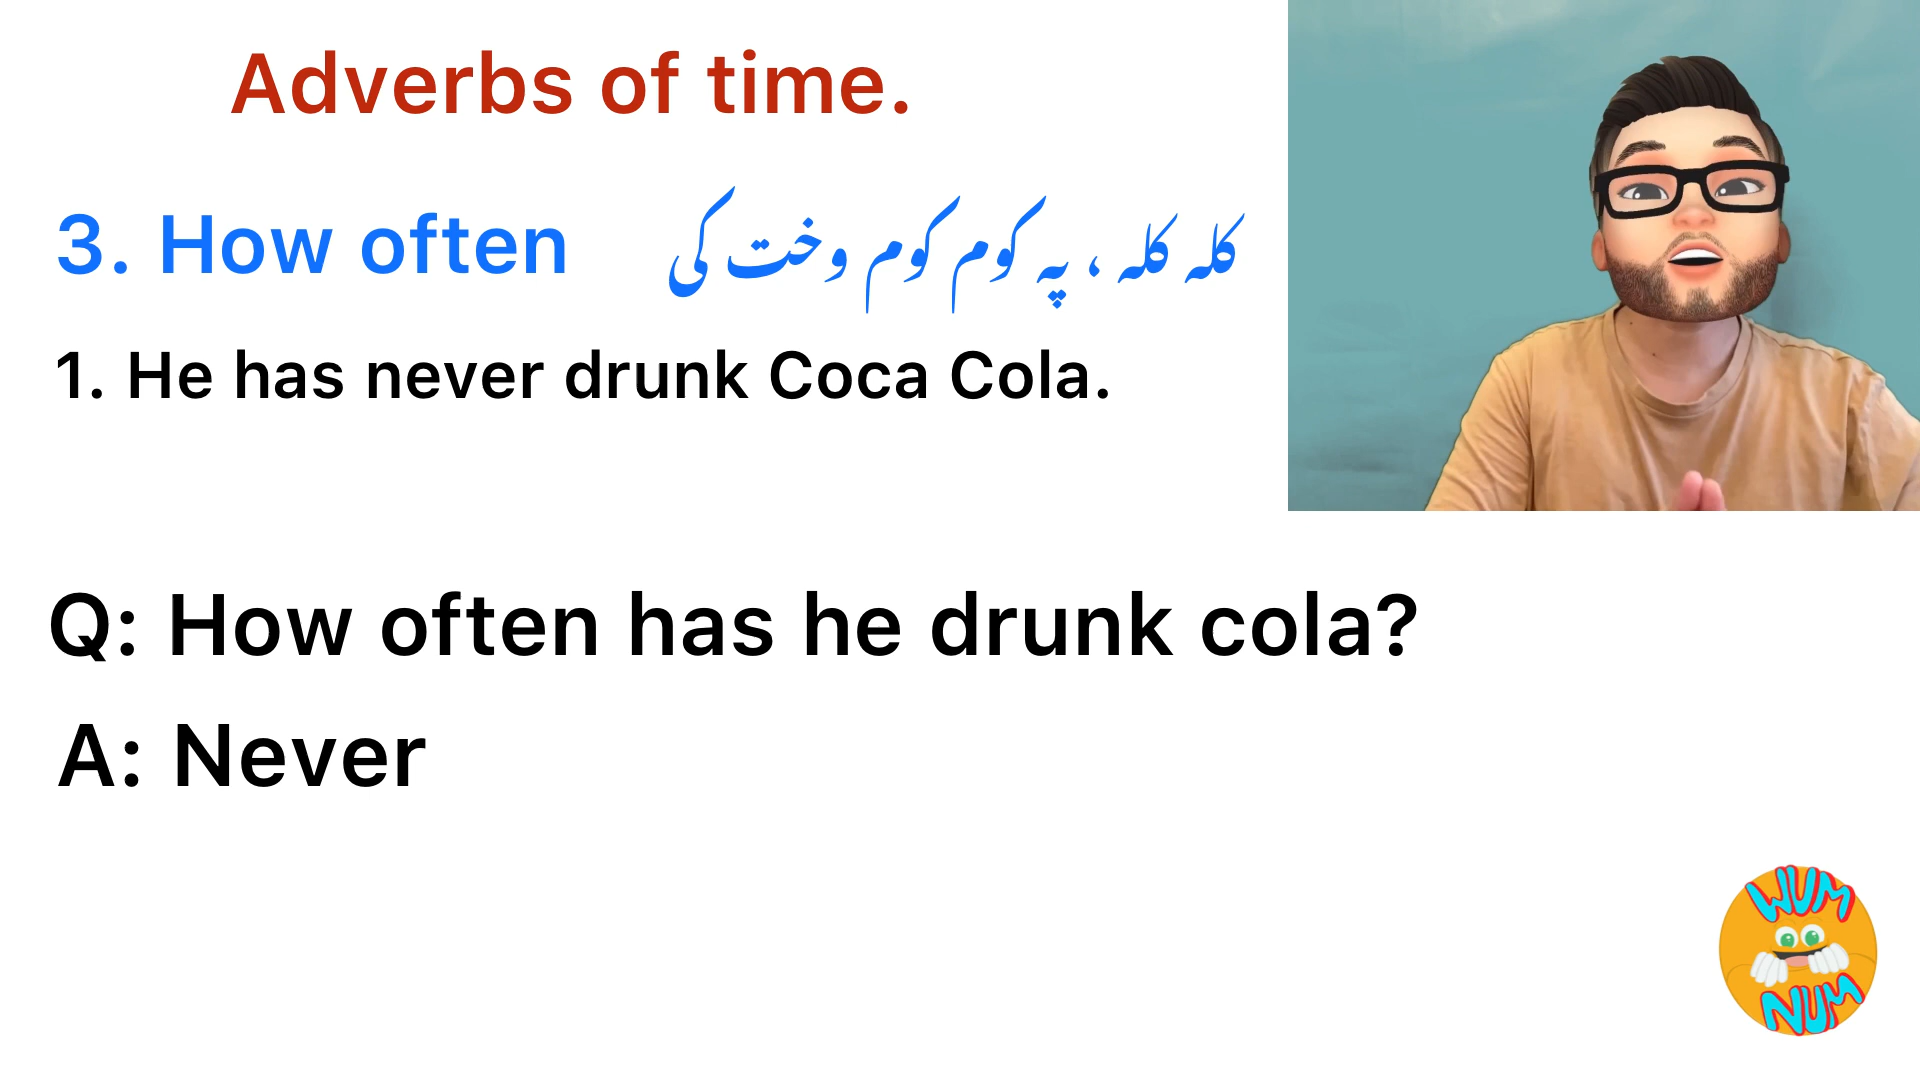 Adverbs of time.
3. How often کله کله ، په کوم کوم وخت کی
1. He has never drunk Coca Cola.
Q: How often has he drunk cola?
A: Never
WUM
NUM